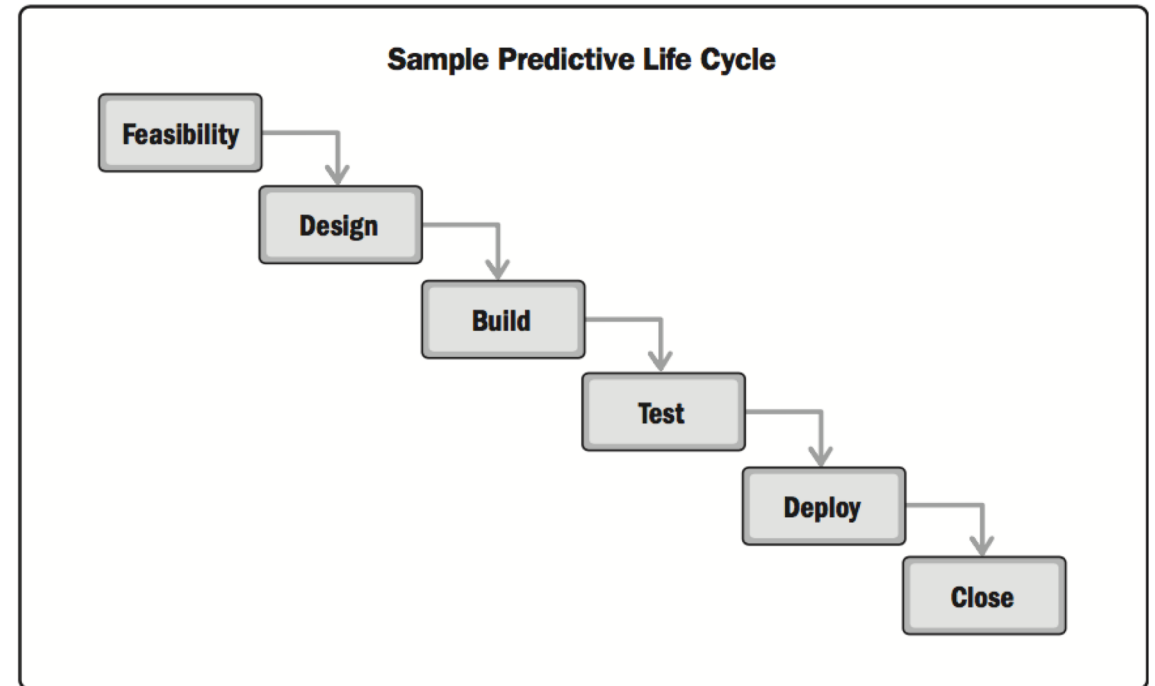 Sample Predictive Life Cycle
Feasibility
Design
Build
Test
Deploy
Close